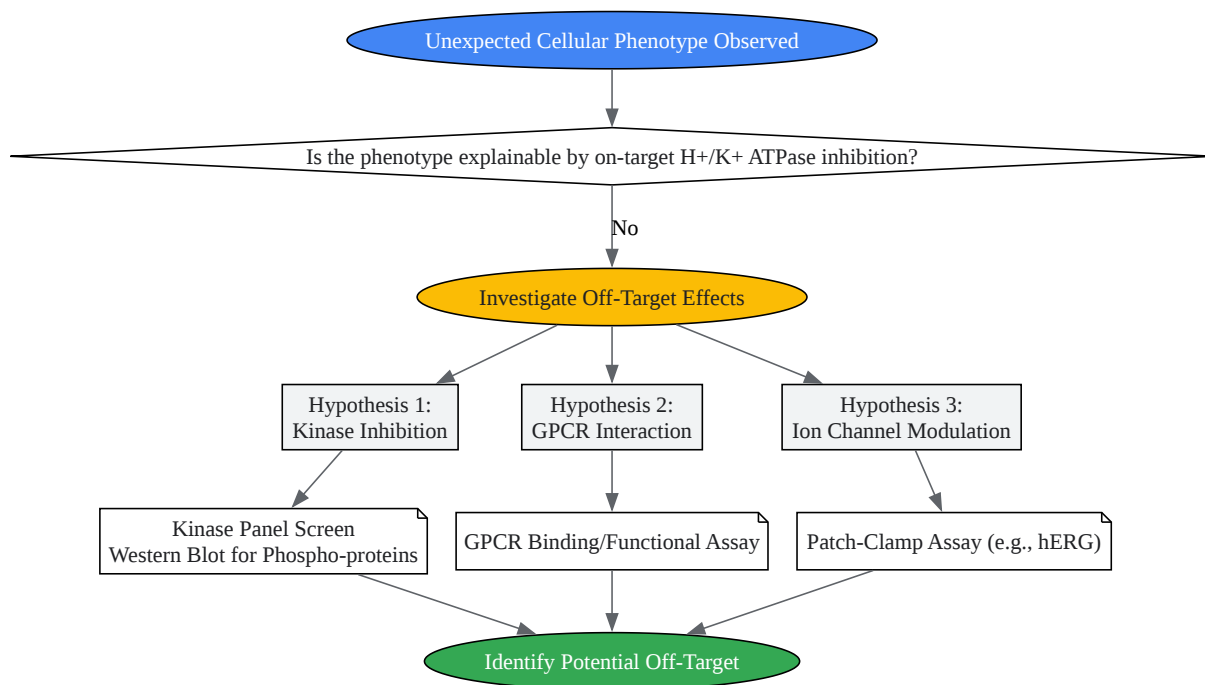 Unexpected Cellular Phenotype Observed
Is the phenotype explainable by on-target H+/K+ ATPase inhibition?
No
Investigate Off-Target Effects
Hypothesis 1:
Kinase Inhibition
Hypothesis 2:
GPCR Interaction
Hypothesis 3:
Ion Channel Modulation
Kinase Panel Screen
Western Blot for Phospho-proteins
GPCR Binding/Functional Assay
Patch-Clamp Assay (e.g., hERG)
Identify Potential Off-Target